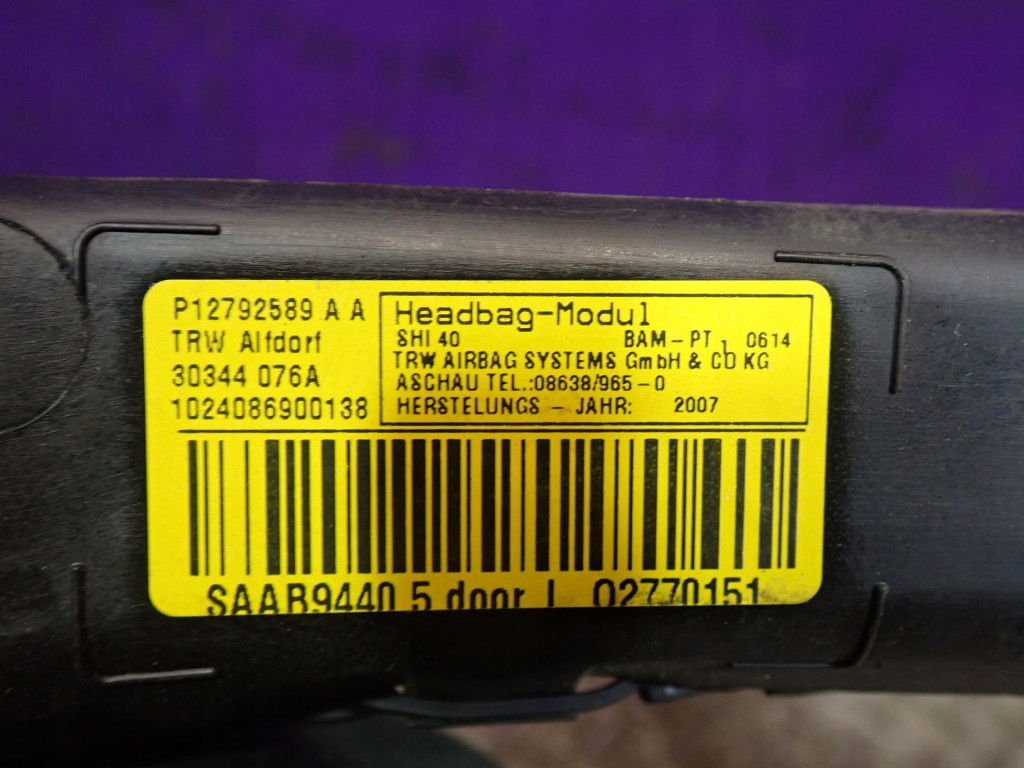 P12792589 A A
TRW Alfdorf
30344 076A
1024086900138
Headbag-Modul
SHI 40 BAM-PT1 0614
TRW AIRBAG SYSTEMS GmbH & CO KG
ASCHAU TEL.:08638/965-0
HERSTELUNGS - JAHR: 2007
SAAB9440 5 door L 02770151